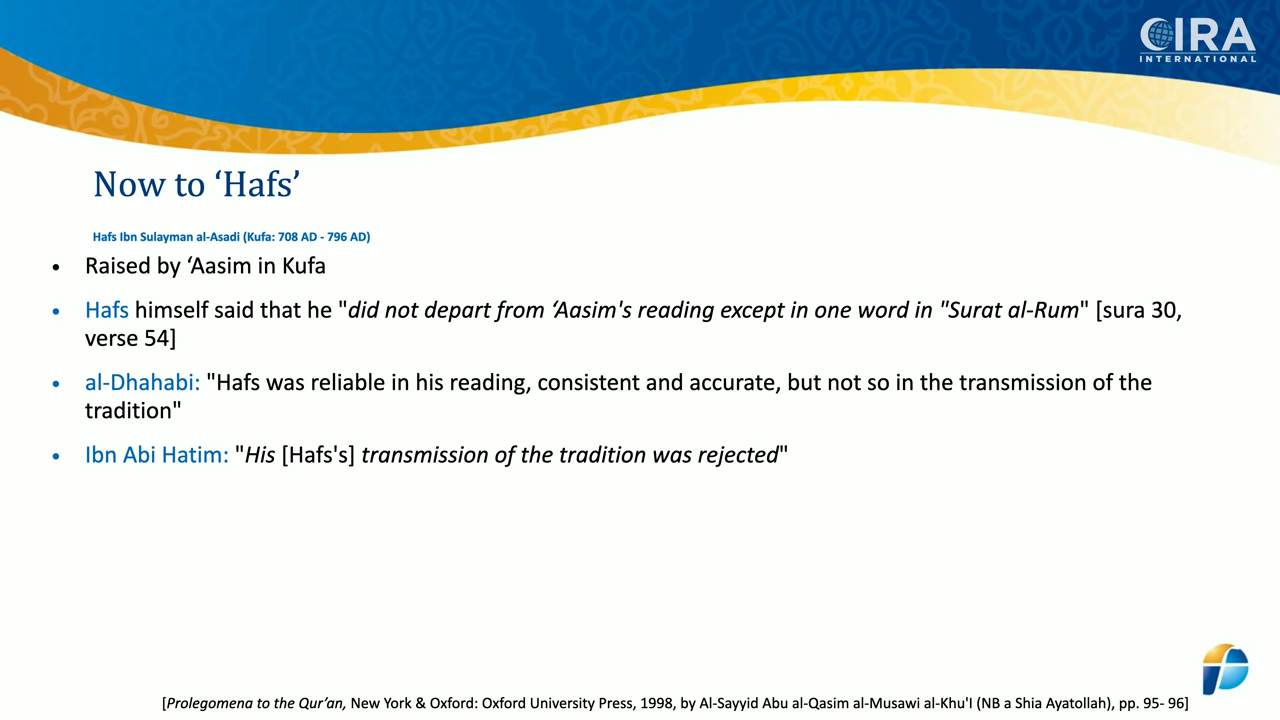 CIRA
INTERNATIONAL
Now to ‘Hafs’
Hafs Ibn Sulayman al-Asadi (Kufa: 708 AD - 796 AD)
• Raised by ‘Aasim in Kufa
• Hafs himself said that he "did not depart from ‘Aasim's reading except in one word in "Surat al-Rum" [sura 30,
verse 54]
• al-Dhahabi: "Hafs was reliable in his reading, consistent and accurate, but not so in the transmission of the
tradition"
• Ibn Abi Hatim: "His [Hafs's] transmission of the tradition was rejected"
[Prolegomena to the Qur’an, New York & Oxford: Oxford University Press, 1998, by Al-Sayyid Abu al-Qasim al-Musawi al-Khu'I (NB a Shia Ayatollah), pp. 95- 96]